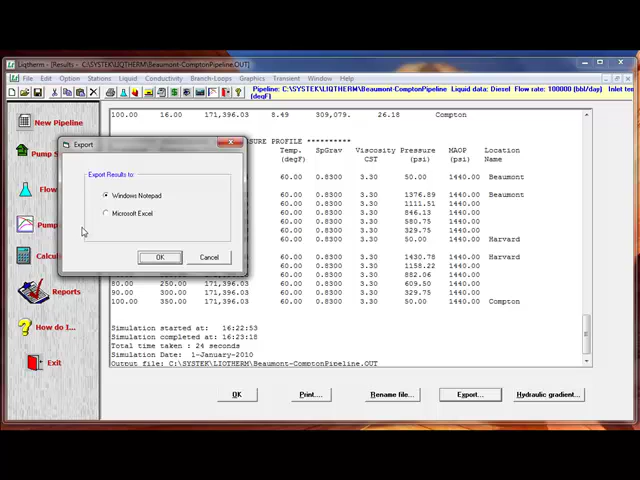 Liqtherm - [Results - C:\SYSTEK\LIQTHERM\Beaumont-ComptonPipeline.OUT]
File Edit Option Stations Liquid Conductivity Branch-Loops Graphics Transient Window Help
Pipeline: C:\SYSTEK\LIQTHERM\Beaumont-ComptonPipeline Liquid data: Diesel Flow rate: 100000 (bbl/day) Inlet
(degF)
New Pipeline
Pump
Flow
Pump
Reports
How do I...
Exit
100.00 16.00 171,396.03 8.49 309,079. 26.18 Compton
PROFILE **********
Temp. SpGrav Viscosity Pressure MAOP Location
(degF) CST (psi) (psi) Name
60.00 0.8300 3.30 50.00 1440.00 Beaumont
60.00 0.8300 3.30 1376.89 1440.00 Beaumont
60.00 0.8300 3.30 1111.51 1440.00
60.00 0.8300 3.30 846.13 1440.00
60.00 0.8300 3.30 580.75 1440.00
60.00 0.8300 3.30 329.75 1440.00
60.00 0.8300 3.30 50.00 1440.00 Harvard
60.00 0.8300 3.30 1430.78 1440.00 Harvard
60.00 0.8300 3.30 1158.22 1440.00
60.00 0.8300 3.30 882.06 1440.00
80.00 250.00 171,396.03 60.00 0.8300 3.30 609.50 1440.00
90.00 300.00 171,396.03 60.00 0.8300 3.30 329.75 1440.00
100.00 350.00 171,396.03 60.00 0.8300 3.30 50.00 1440.00 Compton
Simulation started at: 16:22:53
Simulation completed at: 16:23:18
Total time taken : 24 seconds
Simulation Date: 1-January-2010
Output file: C:\SYSTEK\LIQTHERM\Beaumont-ComptonPipeline.OUT
Export
Export Results to:
Windows Notepad
Microsoft Excel
OK Cancel
OK Print.... Rename file... Export... Hydraulic gradient...